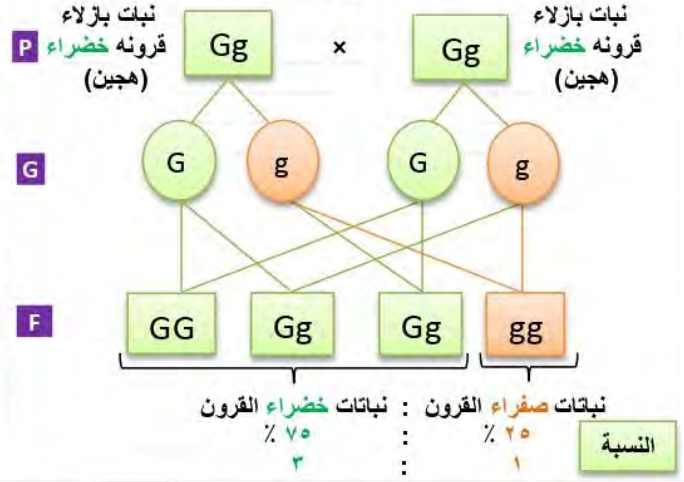 نبات بازلاء
قرونه خضراء
(هجين)
Gg
×
Gg
نبات بازلاء
قرونه خضراء
(هجين)
P
G
g
G
g
G
GG
Gg
Gg
gg
F
نباتات صفراء القرون : نباتات خضراء القرون
٢٥ % : ٧٥ %
١ : ٣
النسبة